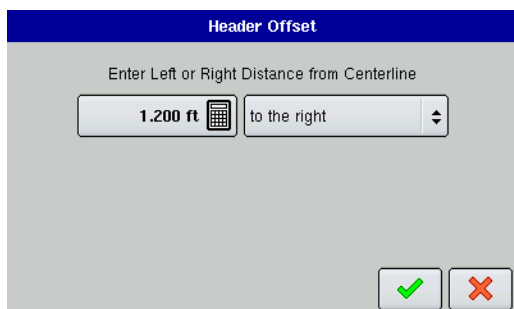 Header Offset
Enter Left or Right Distance from Centerline
1.200 ft to the right